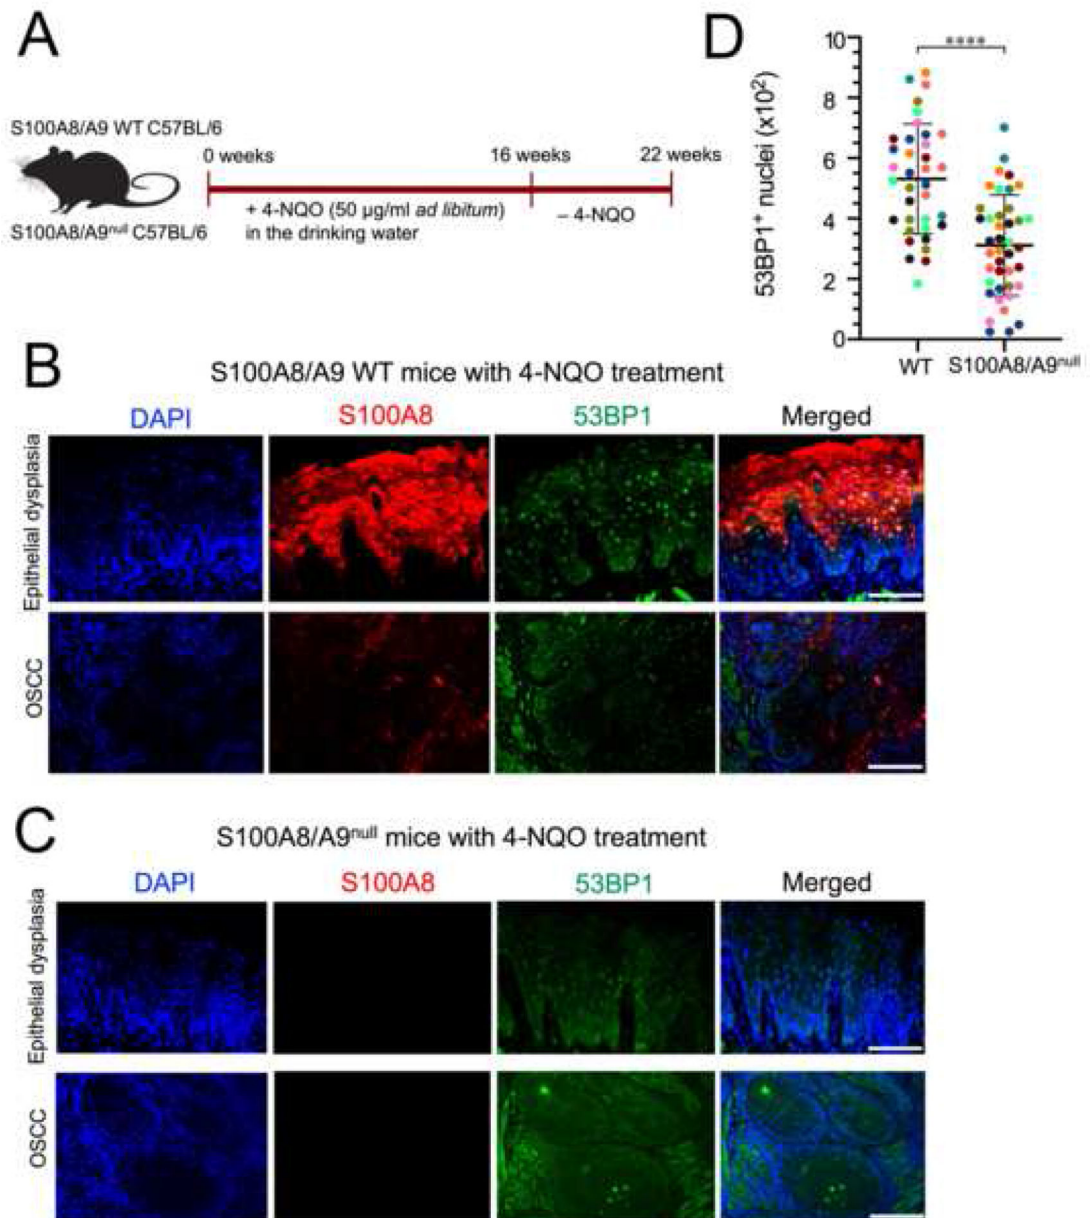 A
S100A8/A9 WT C57BL/6
S100A8/A9null C57BL/6
0 weeks
16 weeks
22 weeks
+ 4-NQO (50 µg/ml ad libitum)
in the drinking water
– 4-NQO
D
53BP1+ nuclei (x10²)
10
8
6
4
2
0
****
WT
S100A8/A9null
B
S100A8/A9 WT mice with 4-NQO treatment
DAPI
S100A8
53BP1
Merged
Epithelial dysplasia
OSCC
C
S100A8/A9null mice with 4-NQO treatment
DAPI
S100A8
53BP1
Merged
Epithelial dysplasia
OSCC